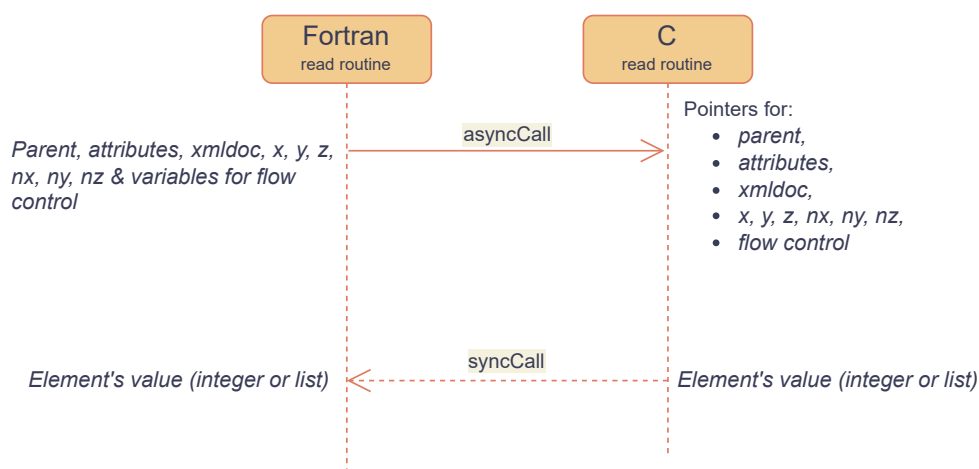 Fortran
read routine
C
read routine
asyncCall
Parent, attributes, xmldoc, x, y, z,
nx, ny, nz & variables for flow
control
Pointers for:
• parent,
• attributes,
• xmldoc,
• x, y, z, nx, ny, nz,
• flow control
syncCall
Element's value (integer or list)
Element's value (integer or list)